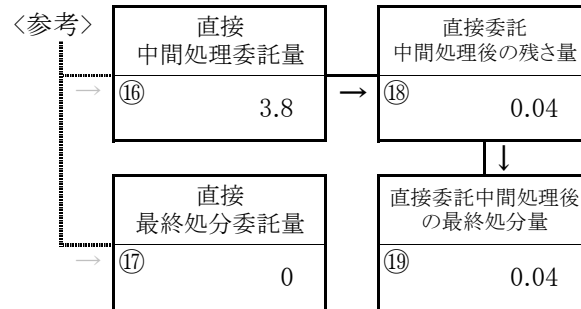 〈参考〉
直接
中間処理委託量
⑯
3.8
→
→
直接委託
中間処理後の残さ量
⑱
0.04
↓
直接
最終処分委託量
⑰
0
→
直接委託中間処理後
の最終処分量
⑲
0.04